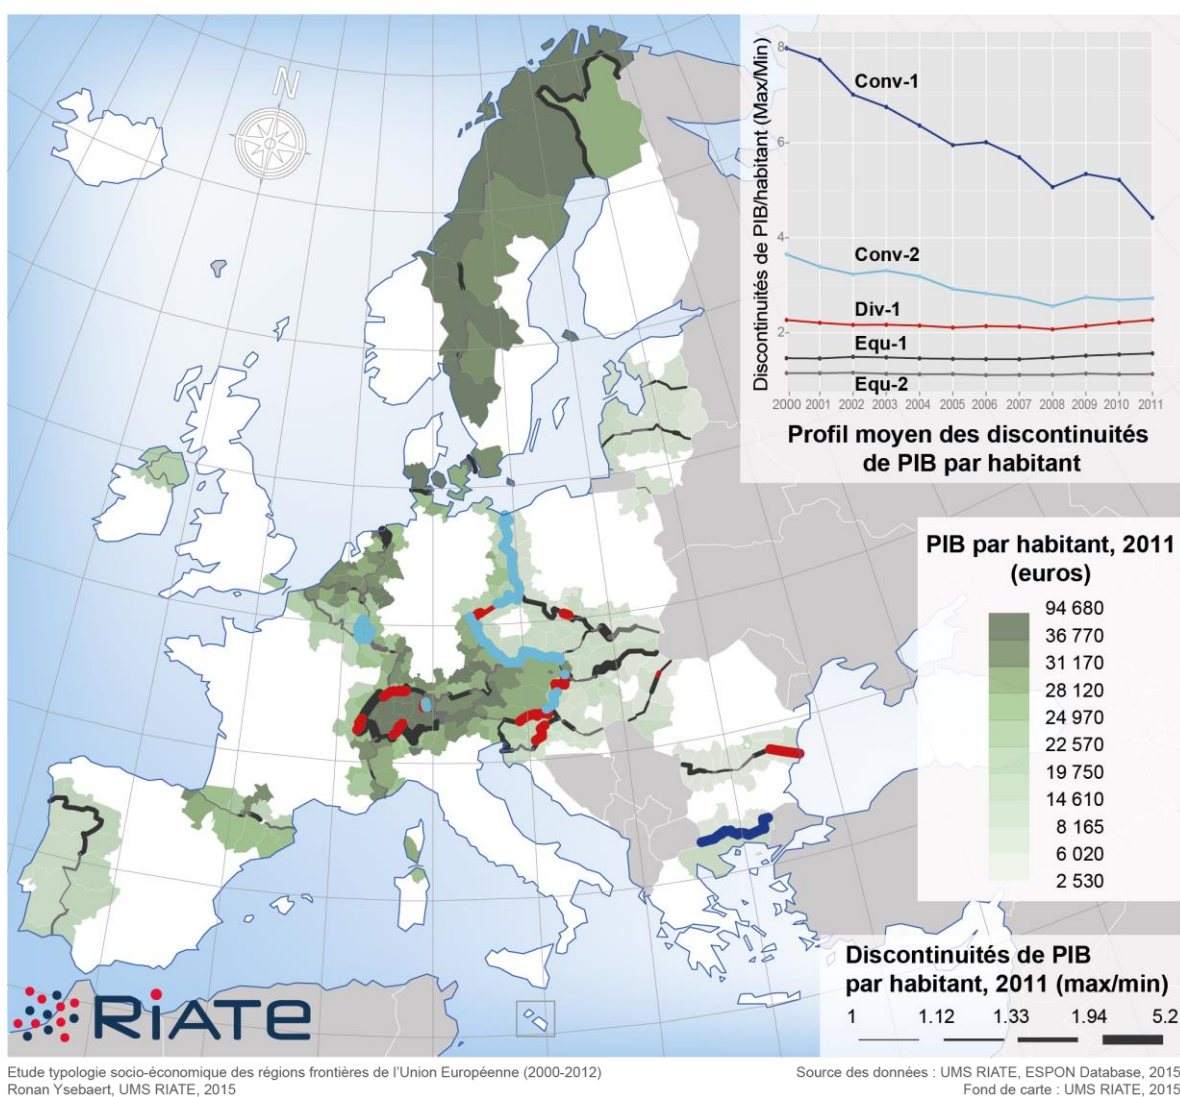 N
Discontinuités de PIB/habitant (Max/Min)
8
6
4
2
Conv-1
Conv-2
Div-1
Equ-1
Equ-2
2000 2001 2002 2003 2004 2005 2006 2007 2008 2009 2010 2011
Profil moyen des discontinuités
de PIB par habitant
PIB par habitant, 2011
(euros)
94 680
36 770
31 170
28 120
24 970
22 570
19 750
14 610
8 165
6 020
2 530
Discontinuités de PIB
par habitant, 2011 (max/min)
1 1.12 1.33 1.94 5.2
RiATe
Etude typologie socio-économique des régions frontières de l'Union Européenne (2000-2012)
Ronan Ysebaert, UMS RIATE, 2015
Source des données : UMS RIATE, ESPON Database, 2015
Fond de carte : UMS RIATE, 2015